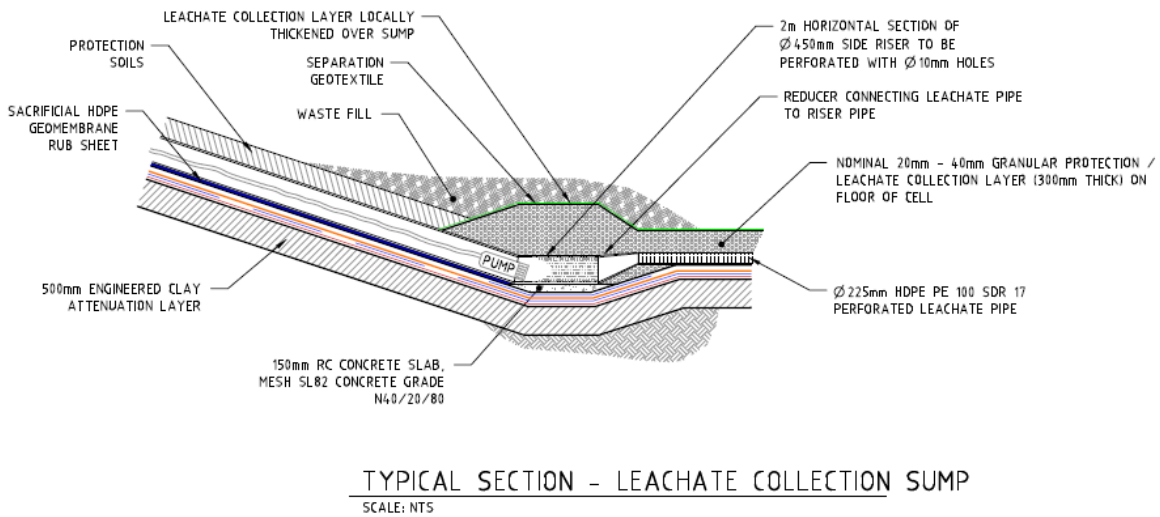 LEACHATE COLLECTION LAYER LOCALLY
THICKENED OVER SUMP
2m HORIZONTAL SECTION OF
Ø 450mm SIDE RISER TO BE
PERFORATED WITH Ø 10mm HOLES
PROTECTION
SOILS
SEPARATION
GEOTEXTILE
REDUCER CONNECTING LEACHATE PIPE
TO RISER PIPE
SACRIFICIAL HDPE
GEOMEMBRANE
RUB SHEET
WASTE FILL
NOMINAL 20mm - 40mm GRANULAR PROTECTION /
LEACHATE COLLECTION LAYER (300mm THICK) ON
FLOOR OF CELL
PUMP
500mm ENGINEERED CLAY
ATTENUATION LAYER
Ø 225mm HDPE PE 100 SDR 17
PERFORATED LEACHATE PIPE
150mm RC CONCRETE SLAB,
MESH SL82 CONCRETE GRADE
N40/20/80
TYPICAL SECTION - LEACHATE COLLECTION SUMP
SCALE: NTS